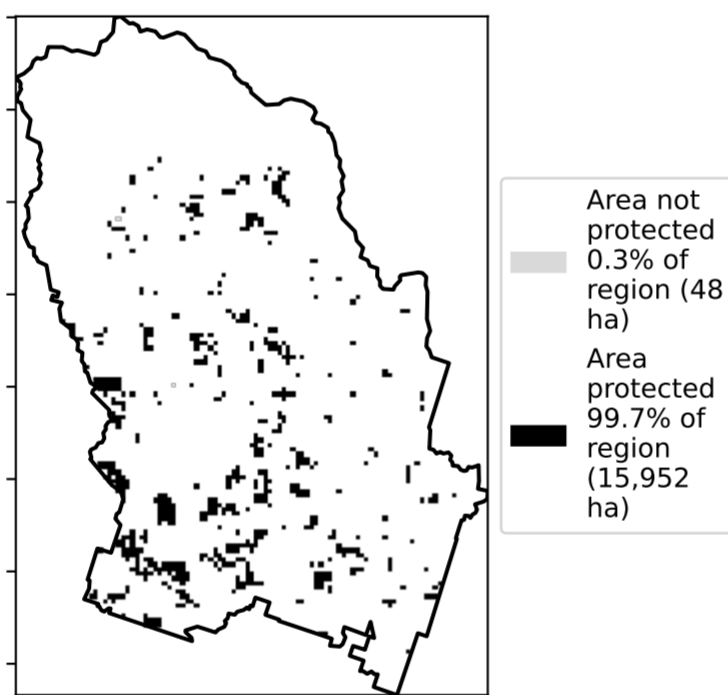 Area not
protected
0.3% of
region (48
ha)
Area
protected
99.7% of
region
(15,952
ha)